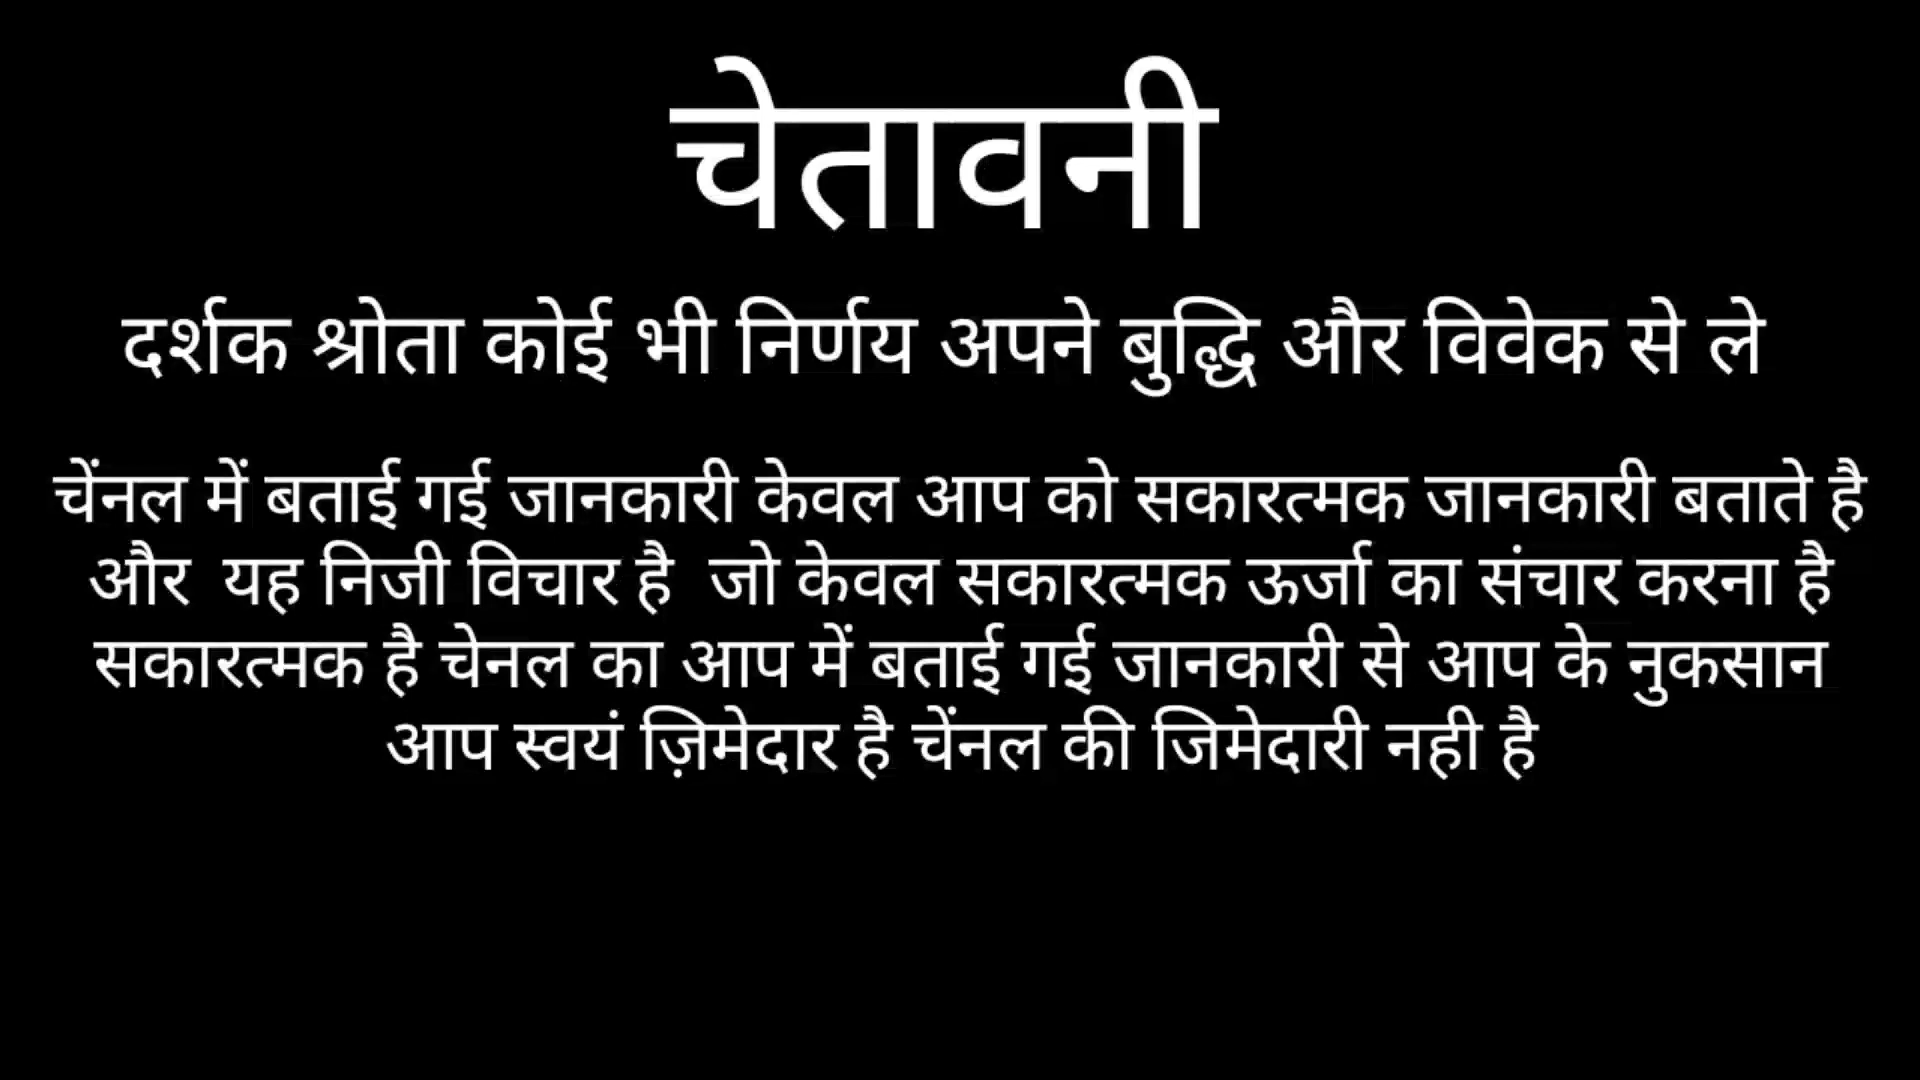 चेतावनी
दर्शक श्रोता कोई भी निर्णय अपने बुद्धि और विवेक से ले
चेंनल में बताई गई जानकारी केवल आप को सकारत्मक जानकारी बताते है
और यह निजी विचार है जो केवल सकारत्मक ऊर्जा का संचार करना है
सकारत्मक है चेनल का आप में बताई गई जानकारी से आप के नुकसान
आप स्वयं ज़िमेदार है चेंनल की जिमेदारी नही है